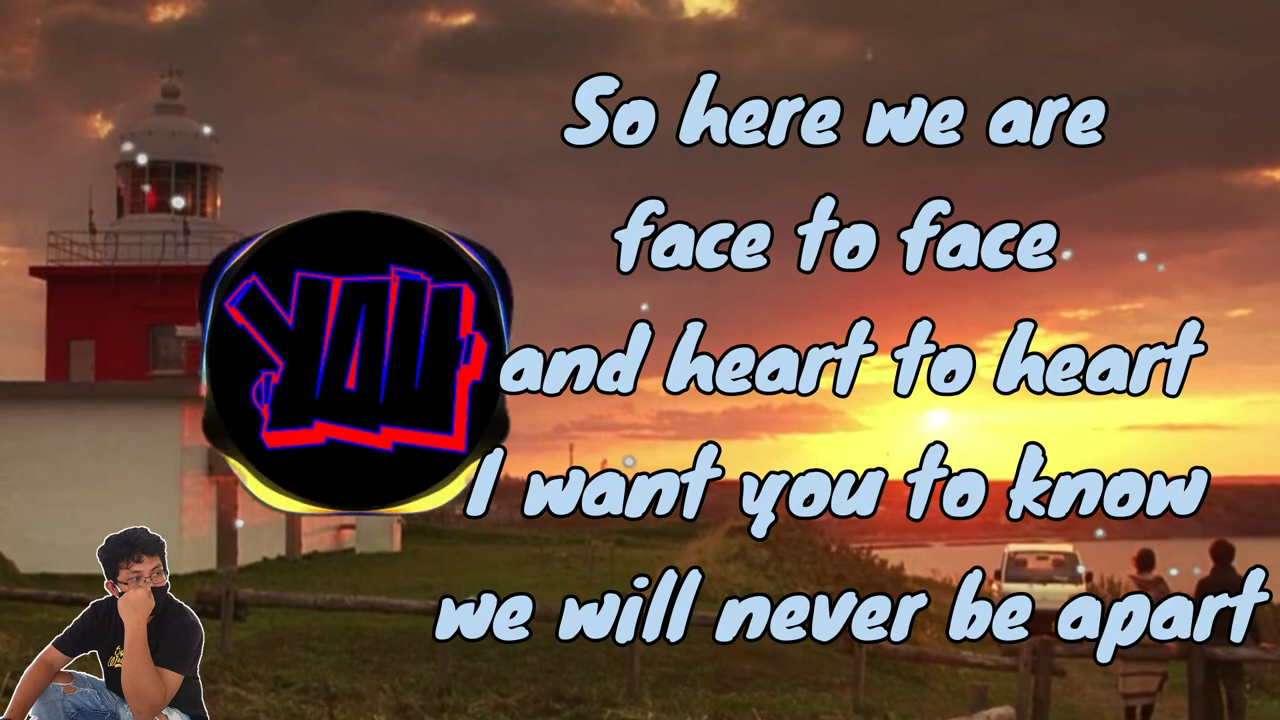 YOU
So here we are
face to face
and heart to heart
I want you to know
we will never be apart